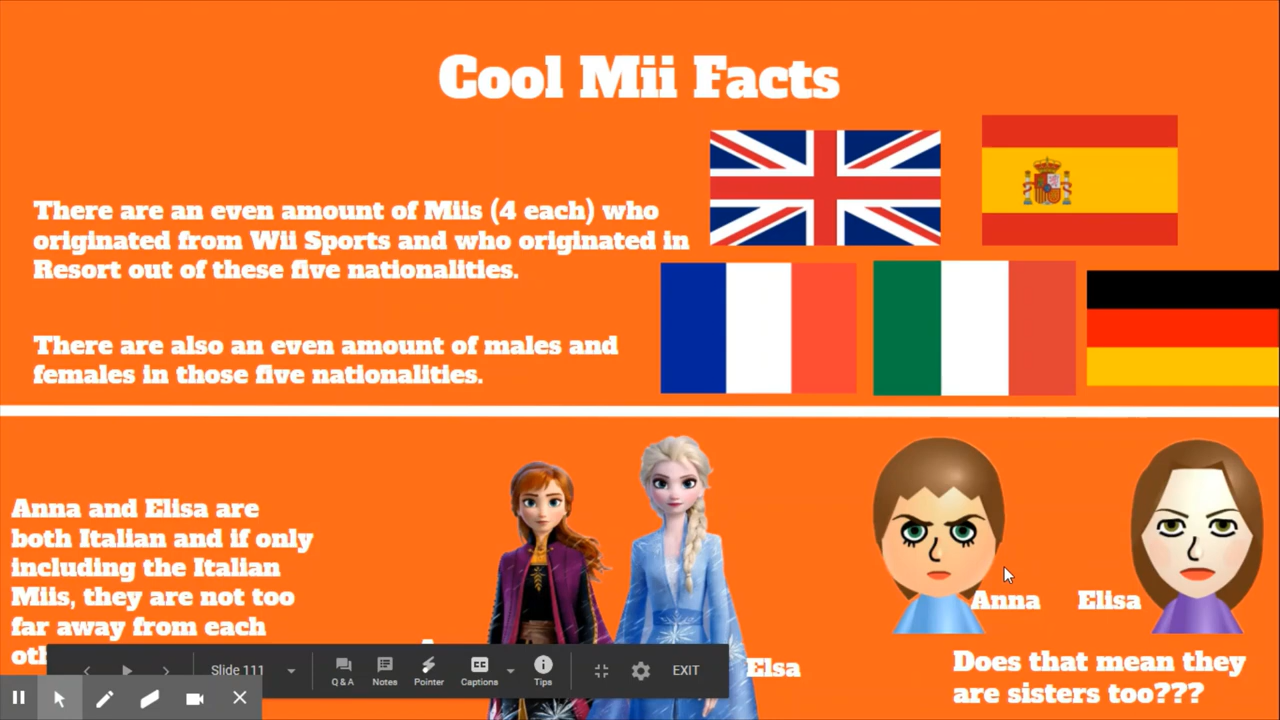 Cool Mii Facts
There are an even amount of Miis (4 each) who
originated from Wii Sports and who originated in
Resort out of these five nationalities.
There are also an even amount of males and
females in those five nationalities.
Anna and Elisa are
both Italian and if only
including the Italian
Miis, they are not too
far away from each
Elsa
Anna
Elisa
Does that mean they
are sisters too???
Slide 111
Q & A
Notes
Pointer
CC
Captions
Tips
EXIT